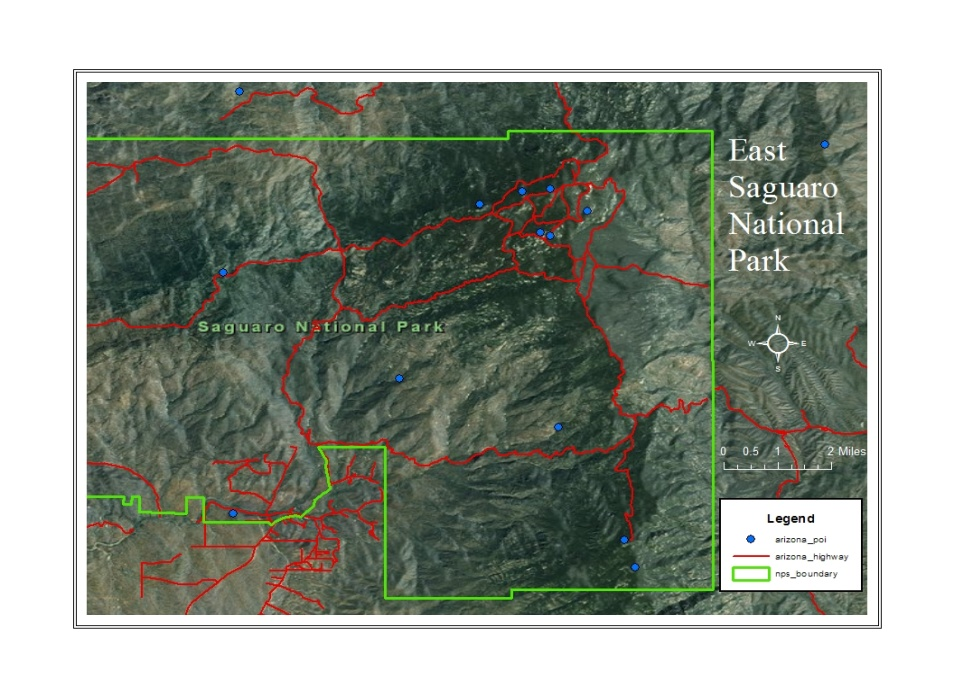 East
Saguaro
National
Park
Saguaro National Park
N
W E
S
0 0.5 1 2 Miles
Legend
arizona_poi
arizona_highway
nps_boundary